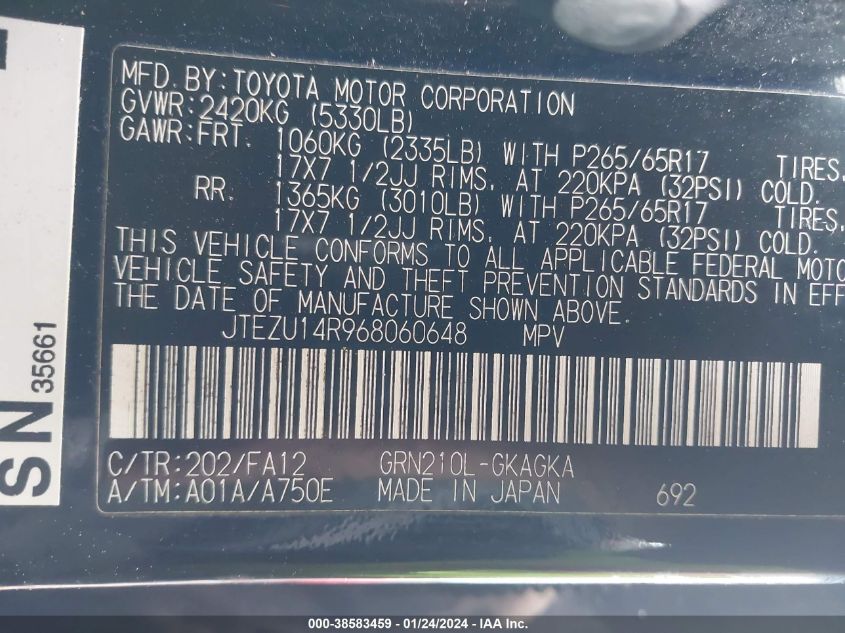 MFD. BY: TOYOTA MOTOR CORPORATION
GVWR: 2420KG (5330LB)
GAWR: FRT. 1060KG (2335LB) WITH P265/65R17 TIRES,
17X7 1/2JJ RIMS, AT 220KPA (32PSI) COLD.
RR. 1365KG (3010LB) WITH P265/65R17 TIRES,
17X7 1/2JJ RIMS, AT 220KPA (32PSI) COLD.
THIS VEHICLE CONFORMS TO ALL APPLICABLE FEDERAL MOTO
VEHICLE SAFETY AND THEFT PREVENTION STANDARDS IN EFF
THE DATE OF MANUFACTURE SHOWN ABOVE.
JTEZU14R968060648 MPV
C/TR: 202/FA12 GRN210L-GKAGKA
A/TM: A01A/A750E MADE IN JAPAN 692
SN 35661
000-38583459 - 01/24/2024 - IAA Inc.